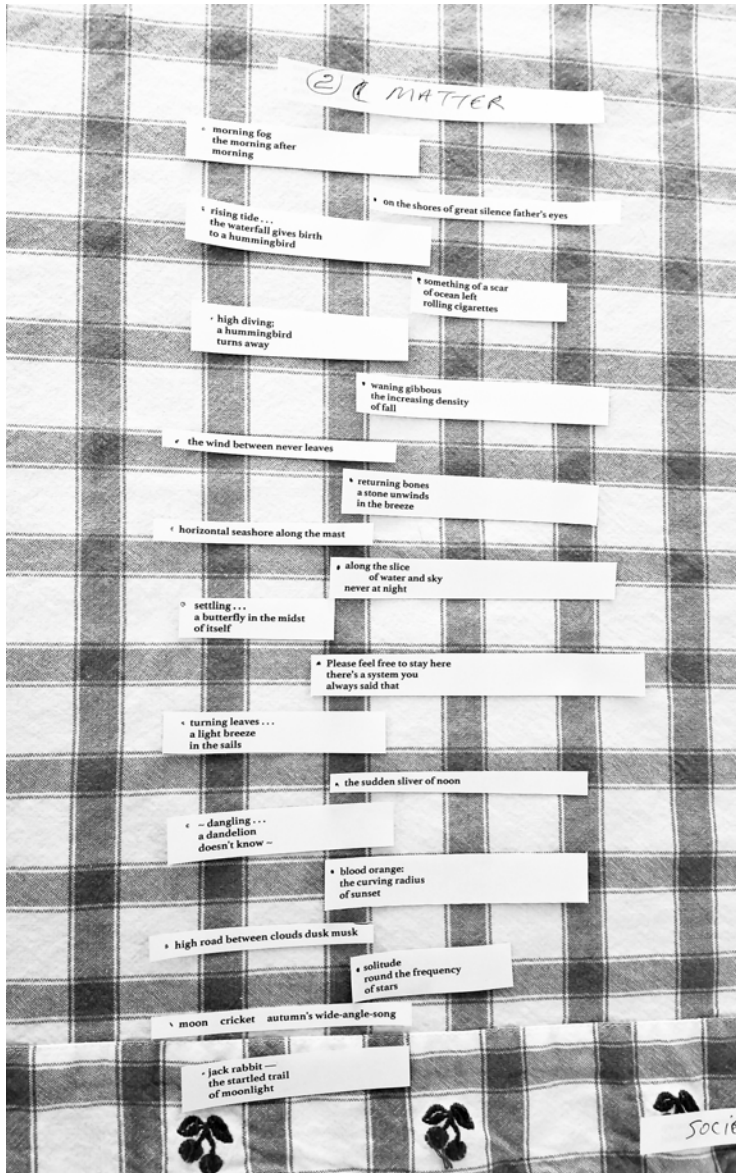 ② MATTER
morning fog
the morning after
morning
on the shores of great silence father's eyes
rising tide . . .
the waterfall gives birth
to a hummingbird
something of a scar
of ocean left
rolling cigarettes
high diving;
a hummingbird
turns away
waning gibbous
the increasing density
of fall
the wind between never leaves
returning bones
a stone unwinds
in the breeze
horizontal seashore along the mast
along the slice
of water and sky
never at night
settling . . .
a butterfly in the midst
of itself
Please feel free to stay here
there's a system you
always said that
turning leaves . . .
a light breeze
in the sails
the sudden sliver of noon
~ dangling . . .
a dandelion
doesn't know ~
blood orange:
the curving radius
of sunset
high road between clouds dusk musk
solitude
round the frequency
of stars
moon cricket autumn's wide-angle-song
jack rabbit —
the startled trail
of moonlight